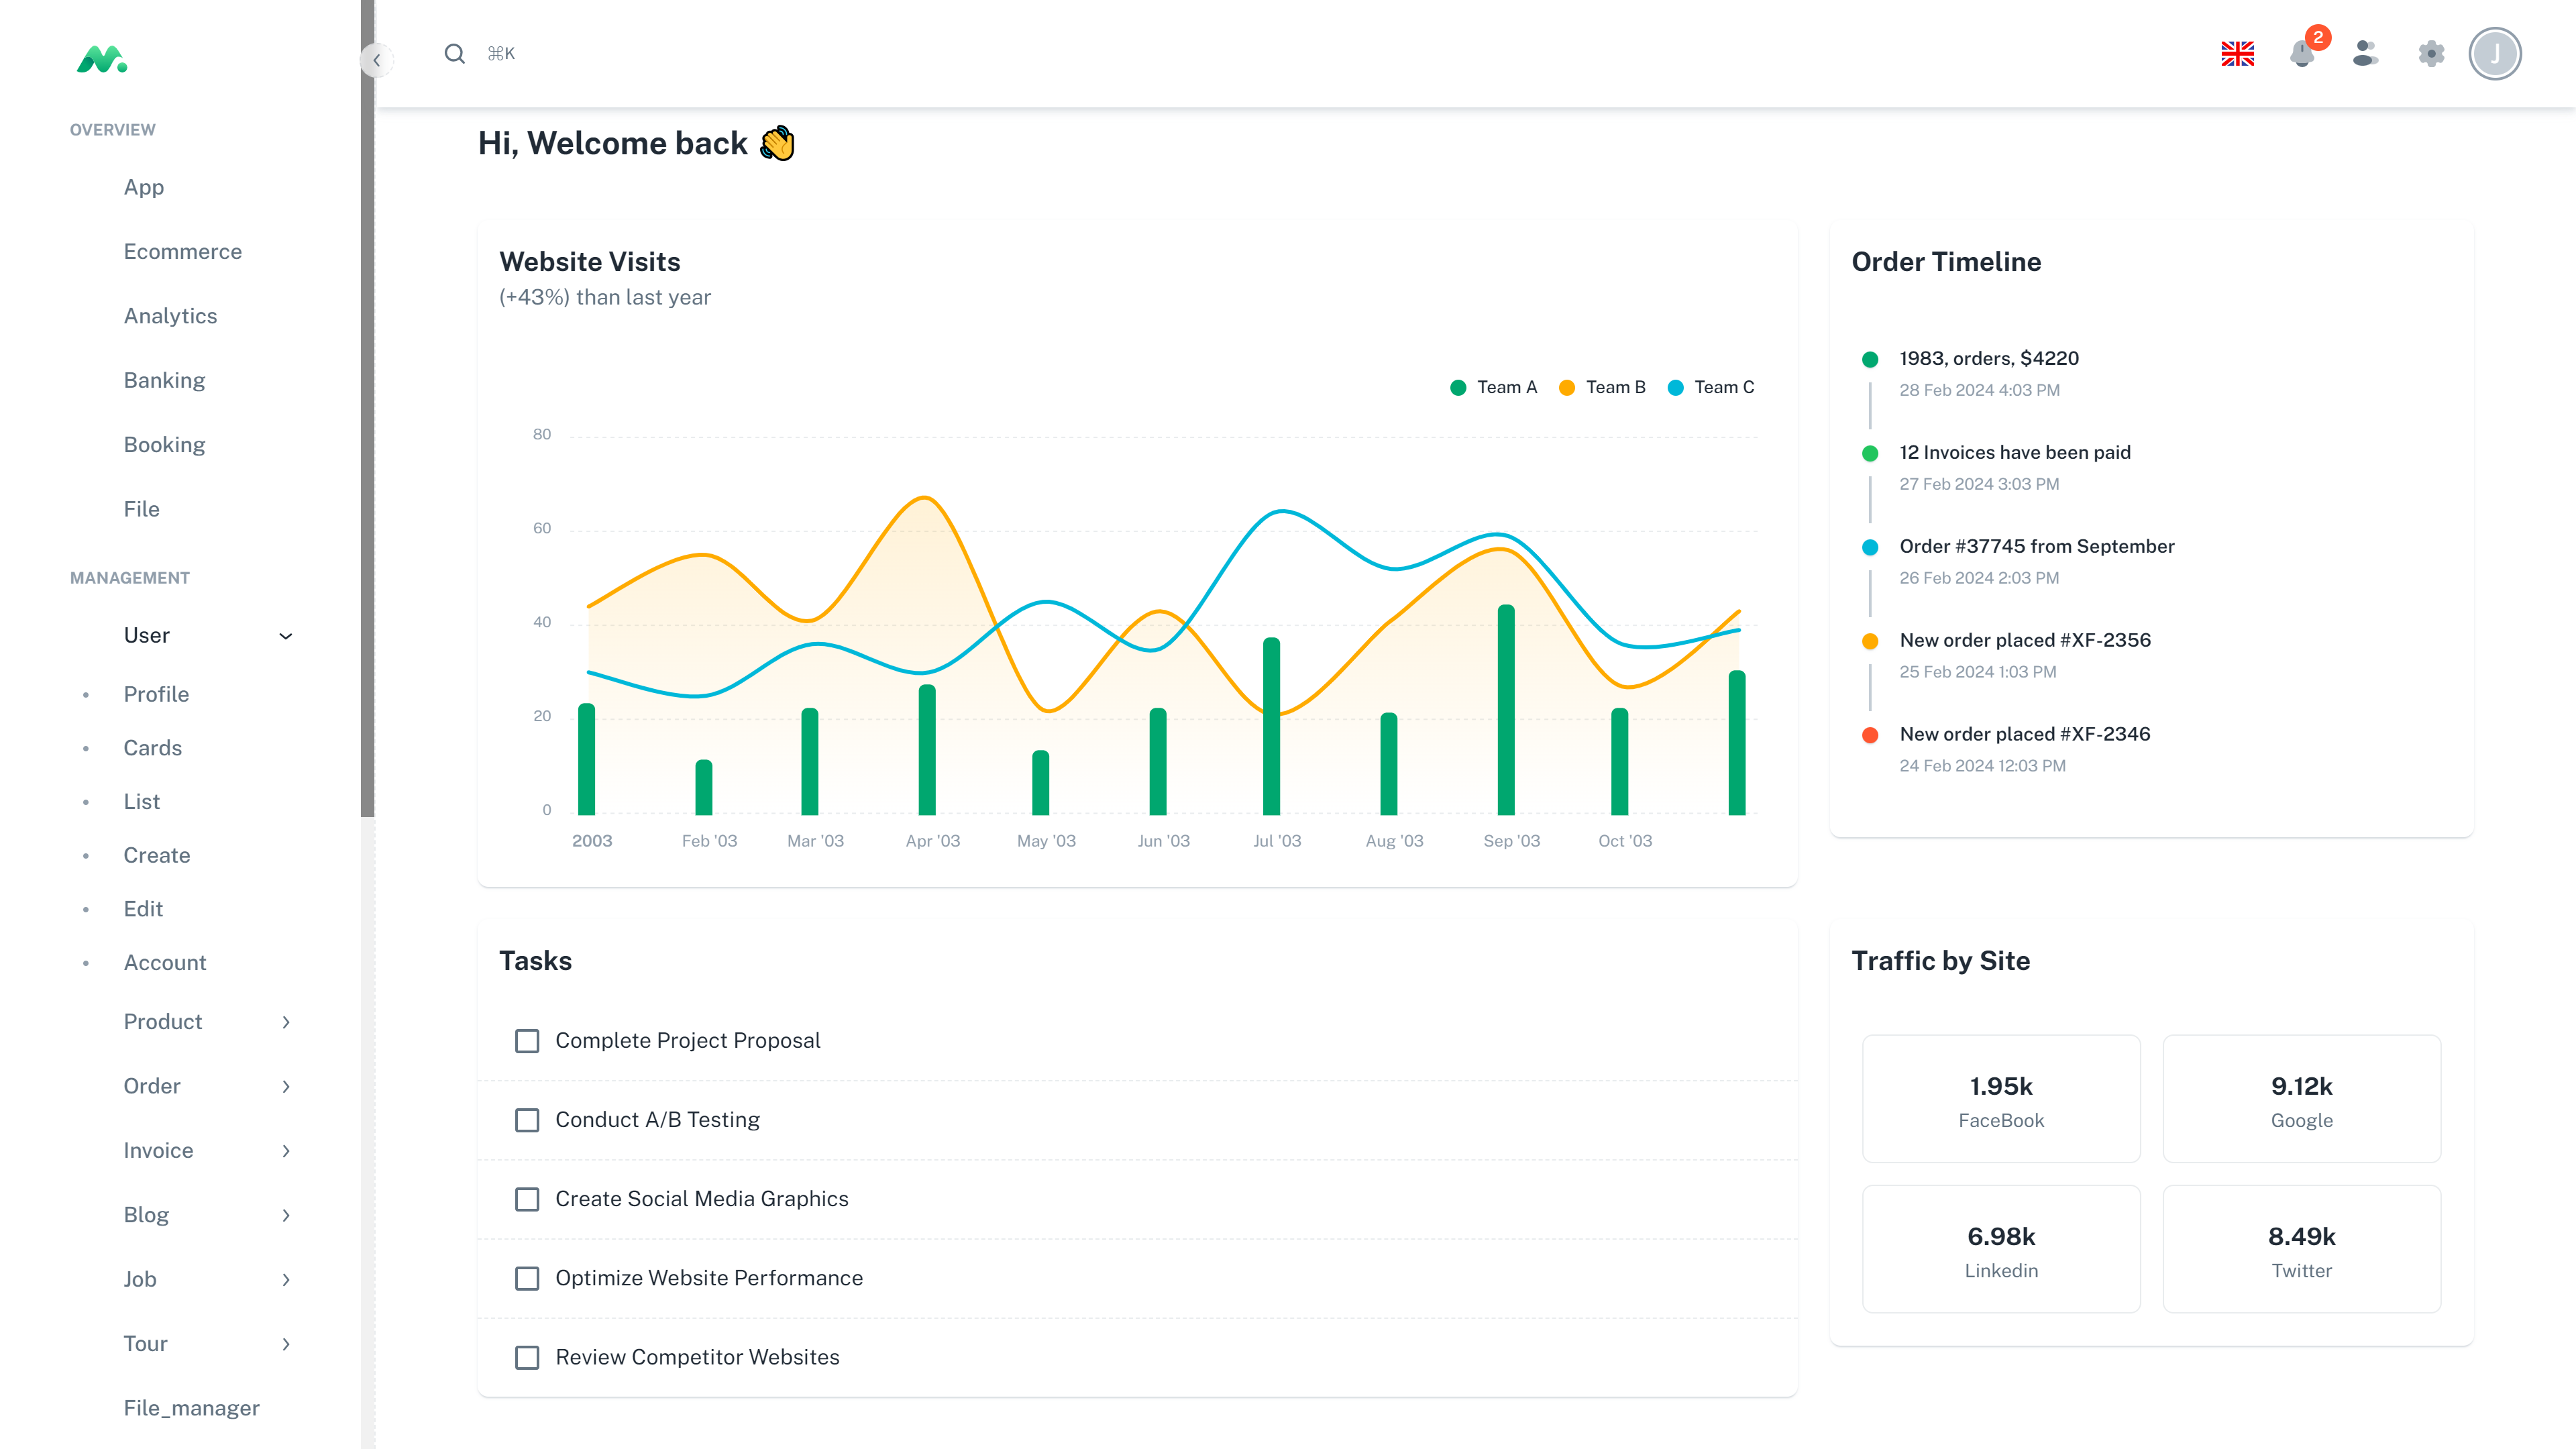 OVERVIEW
App
Ecommerce
Analytics
Banking
Booking
File
MANAGEMENT
User
Profile
Cards
List
Create
Edit
Account
Product
Order
Invoice
Blog
Job
Tour
File_manager
⌘K
2
J
Hi, Welcome back 👋
Website Visits
(+43%) than last year
Team A
Team B
Team C
80
60
40
20
0
2003
Feb '03
Mar '03
Apr '03
May '03
Jun '03
Jul '03
Aug '03
Sep '03
Oct '03
Order Timeline
1983, orders, $4220
28 Feb 2024 4:03 PM
12 Invoices have been paid
27 Feb 2024 3:03 PM
Order #37745 from September
26 Feb 2024 2:03 PM
New order placed #XF-2356
25 Feb 2024 1:03 PM
New order placed #XF-2346
24 Feb 2024 12:03 PM
Tasks
Complete Project Proposal
Conduct A/B Testing
Create Social Media Graphics
Optimize Website Performance
Review Competitor Websites
Traffic by Site
1.95k
FaceBook
9.12k
Google
6.98k
Linkedin
8.49k
Twitter